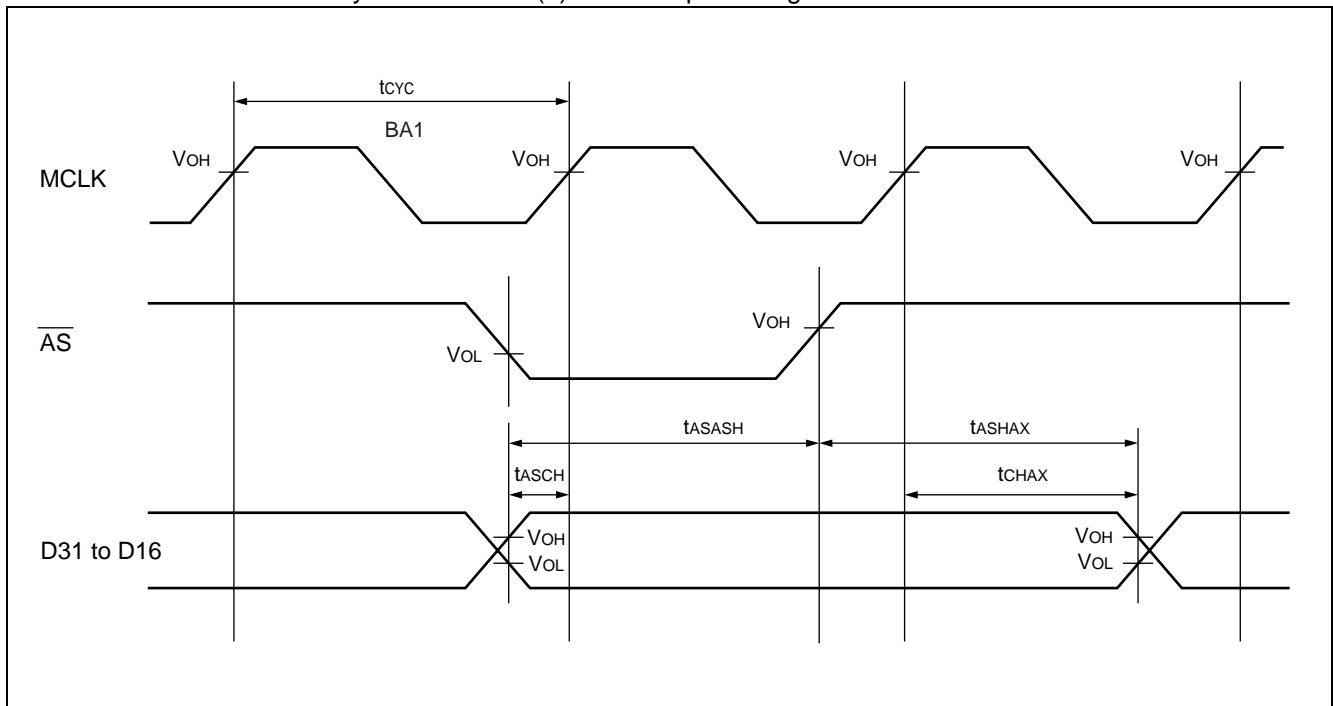 tCYC
BA1
MCLK
VOH
VOH
VOH
VOH
AS
VOL
VOH
tASASH
tASHAX
tASCH
tCHAX
D31 to D16
VOH
VOL
VOH
VOL